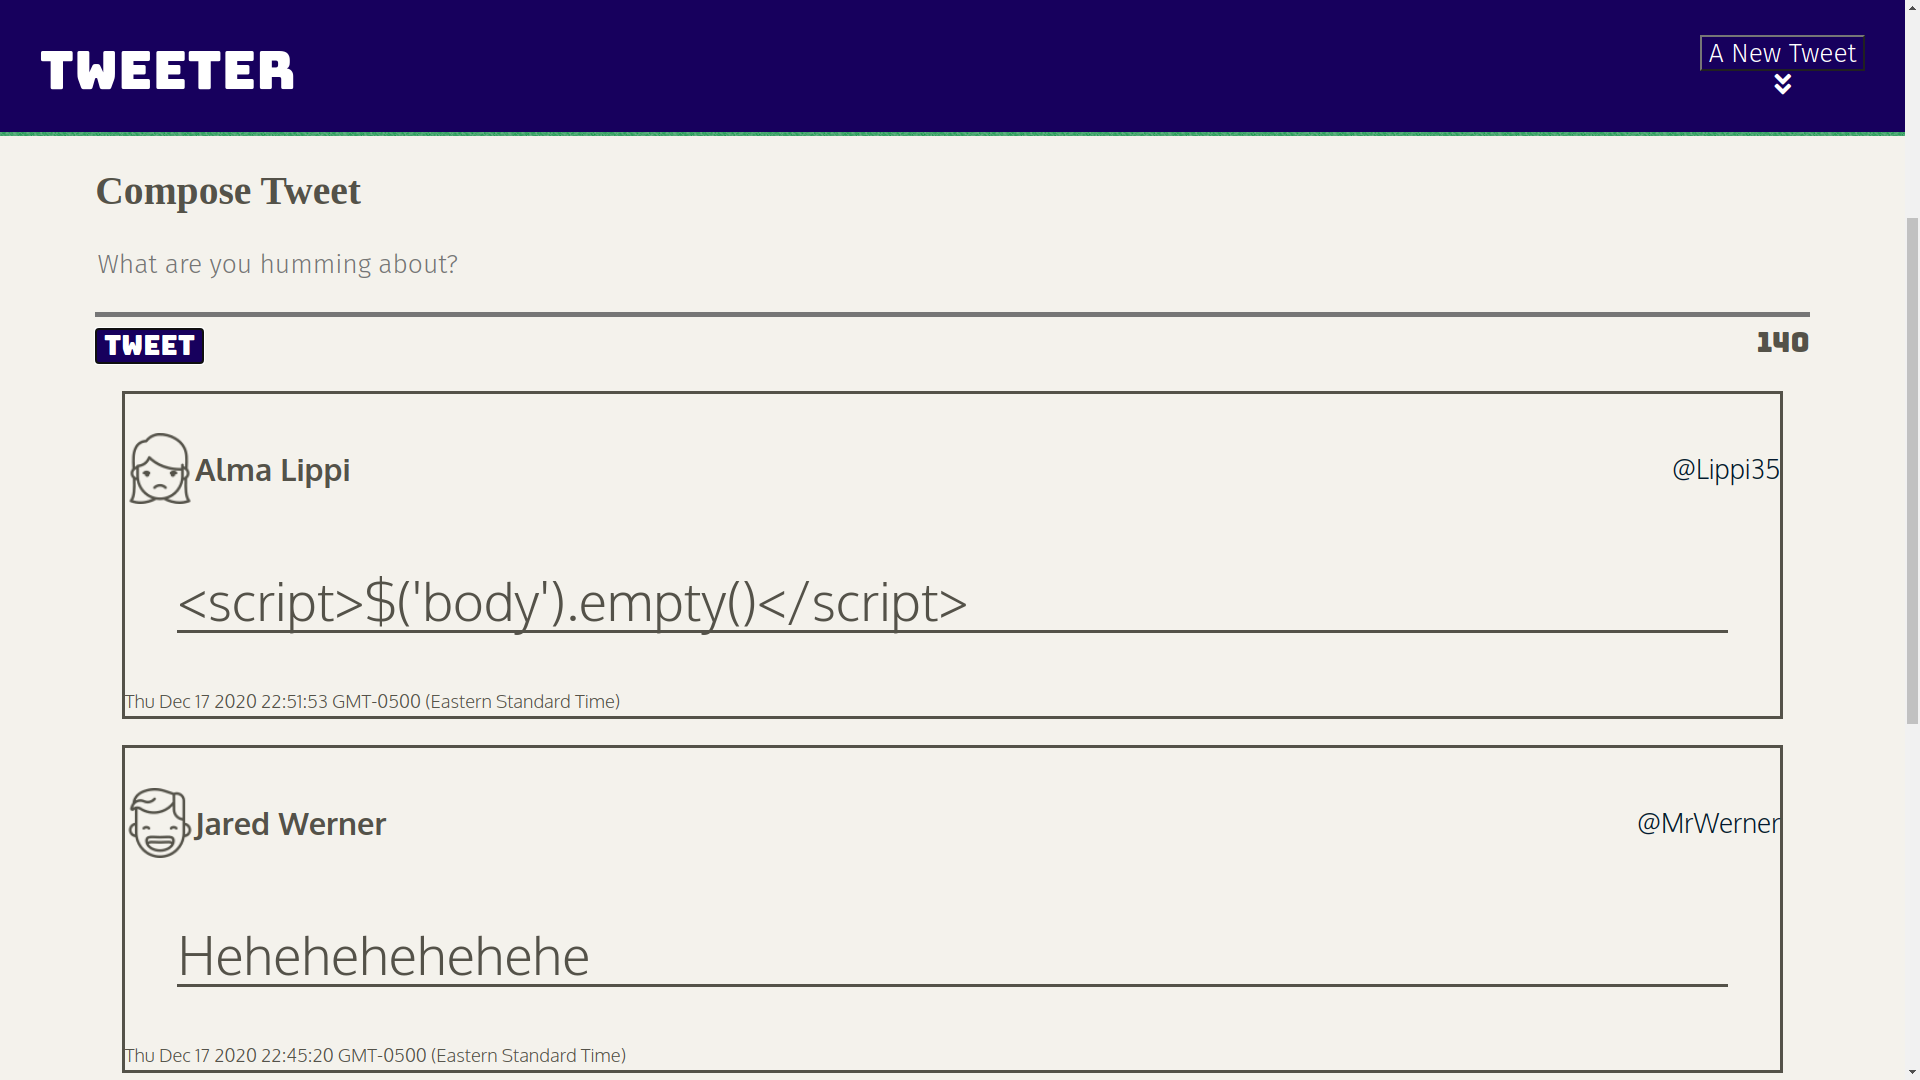 TWEETER
A New Tweet
Compose Tweet
What are you humming about?
TWEET
140
Alma Lippi
@Lippi35
<script>$('body').empty()</script>
Thu Dec 17 2020 22:51:53 GMT-0500 (Eastern Standard Time)
Jared Werner
@MrWerner
Hehehehehehehe
Thu Dec 17 2020 22:45:20 GMT-0500 (Eastern Standard Time)